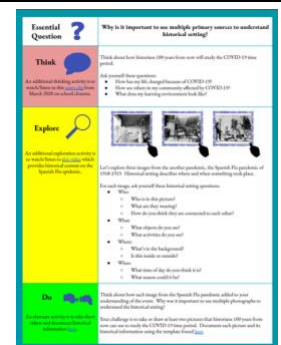 Essential
Question
?
Why is it important to use multiple primary sources to understand
historical setting?
Think
An additional thinking activity is to
watch/listen to this news clip from
March 2020 on school closures.
Think about how historians 100 years from now will study the COVID-19 time
period.
Ask yourself these questions:
● How has my life changed because of COVID-19?
● How are others in my community affected by COVID-19?
● What does my learning environment look like?
Explore
An additional exploration activity is
to watch/listen to this video which
provides historical context on the
Spanish Flu epidemic.
Let's explore these images from the another pandemic, the Spanish Flu pandemic of
1918-1919. Historical setting describes where and when something took place.
For each image, ask yourself these historical setting questions:
● Who:
○ Who is in this picture?
○ What are they wearing?
○ How do you think they are connected to each other?
● What:
○ What objects do you see?
○ What activities do you see?
● Where:
○ What's in the background?
○ Is this inside or outside?
● When:
○ What time of day do you think it is?
○ What season could it be?
Do
An alternate activity is to take short
videos and document historical
information here.
Think about how each image from the Spanish Flu pandemic added to your
understanding of the event. Why was it important to use multiple photographs to
understand the historical setting?
Your challenge is to take or draw at least two pictures that historians 100 years from
now can use to study the COVID-19 time period. Document each picture and its
historical information using the template found here.